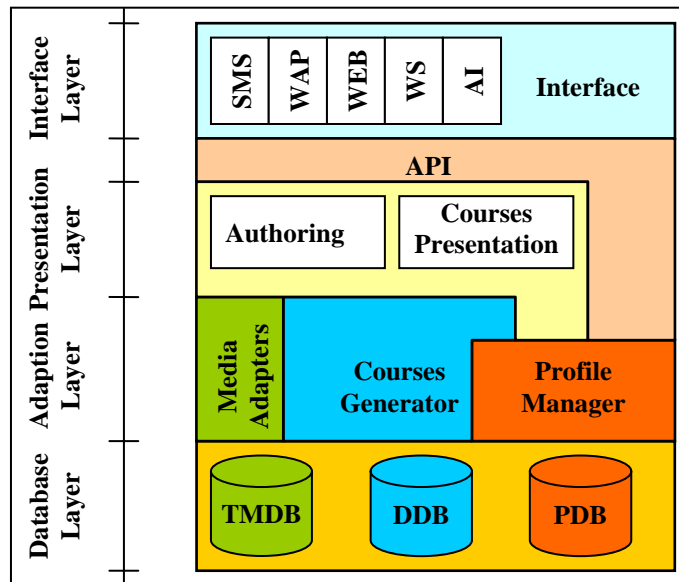 Interface
Layer
SMS
WAP
WEB
WS
AI
Interface
API
Presentation
Layer
Authoring
Courses
Presentation
Adaption
Layer
Media
Adapters
Courses
Generator
Profile
Manager
Database
Layer
TMDB
DDB
PDB